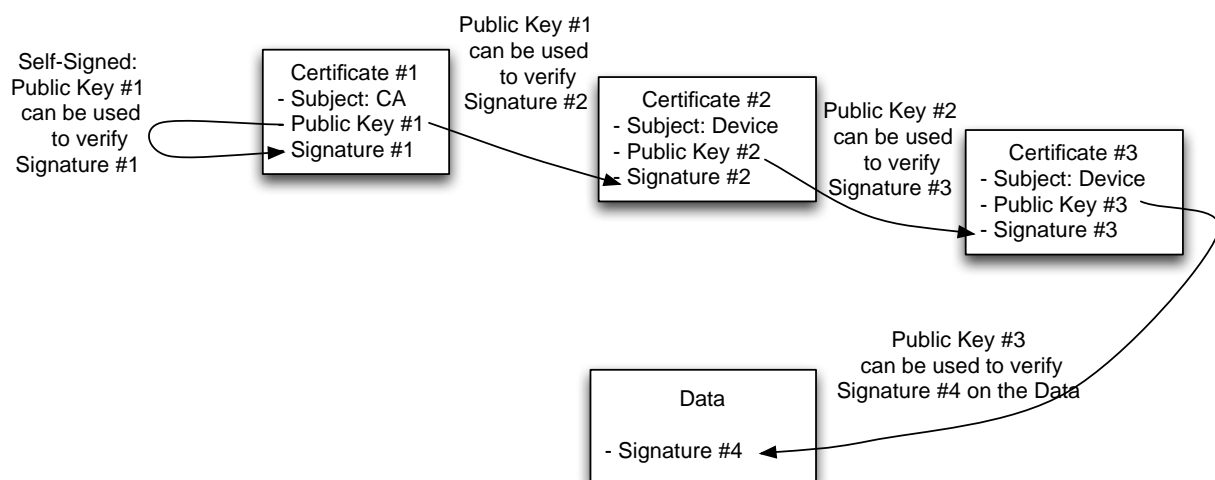 Self-Signed:
Public Key #1
can be used
to verify
Signature #1
Certificate #1
- Subject: CA
- Public Key #1
- Signature #1
Public Key #1
can be used
to verify
Signature #2
Certificate #2
- Subject: Device
- Public Key #2
- Signature #2
Public Key #2
can be used
to verify
Signature #3
Certificate #3
- Subject: Device
- Public Key #3
- Signature #3
Public Key #3
can be used to verify
Signature #4 on the Data
Data
- Signature #4